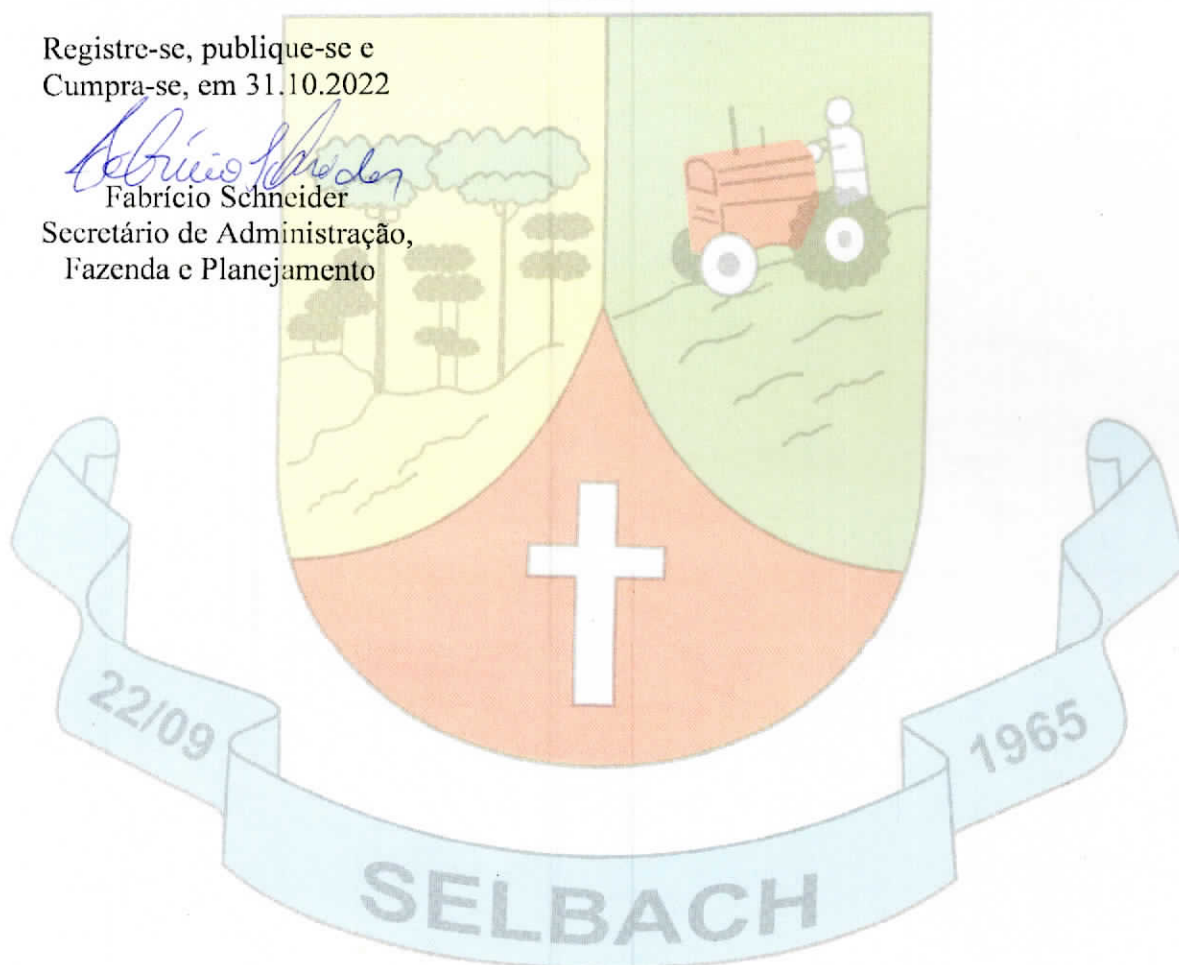 Registre-se, publique-se e
Cumpra-se, em 31.10.2022
Fabrício Schneider
Secretário de Administração,
Fazenda e Planejamento
22/09
1965
SELBACH